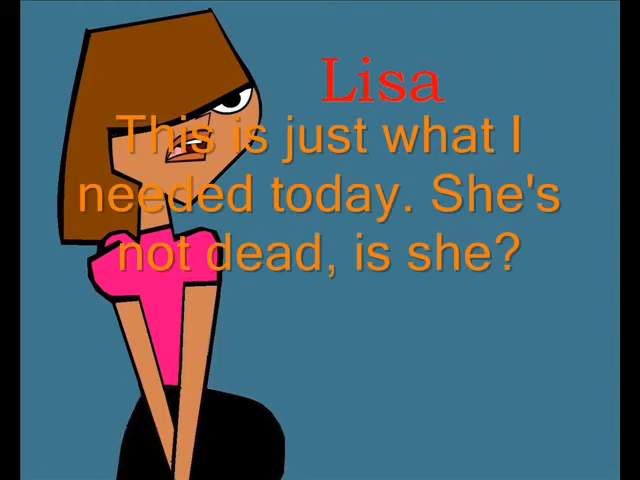 Lisa
This is just what I
needed today. She's
not dead, is she?